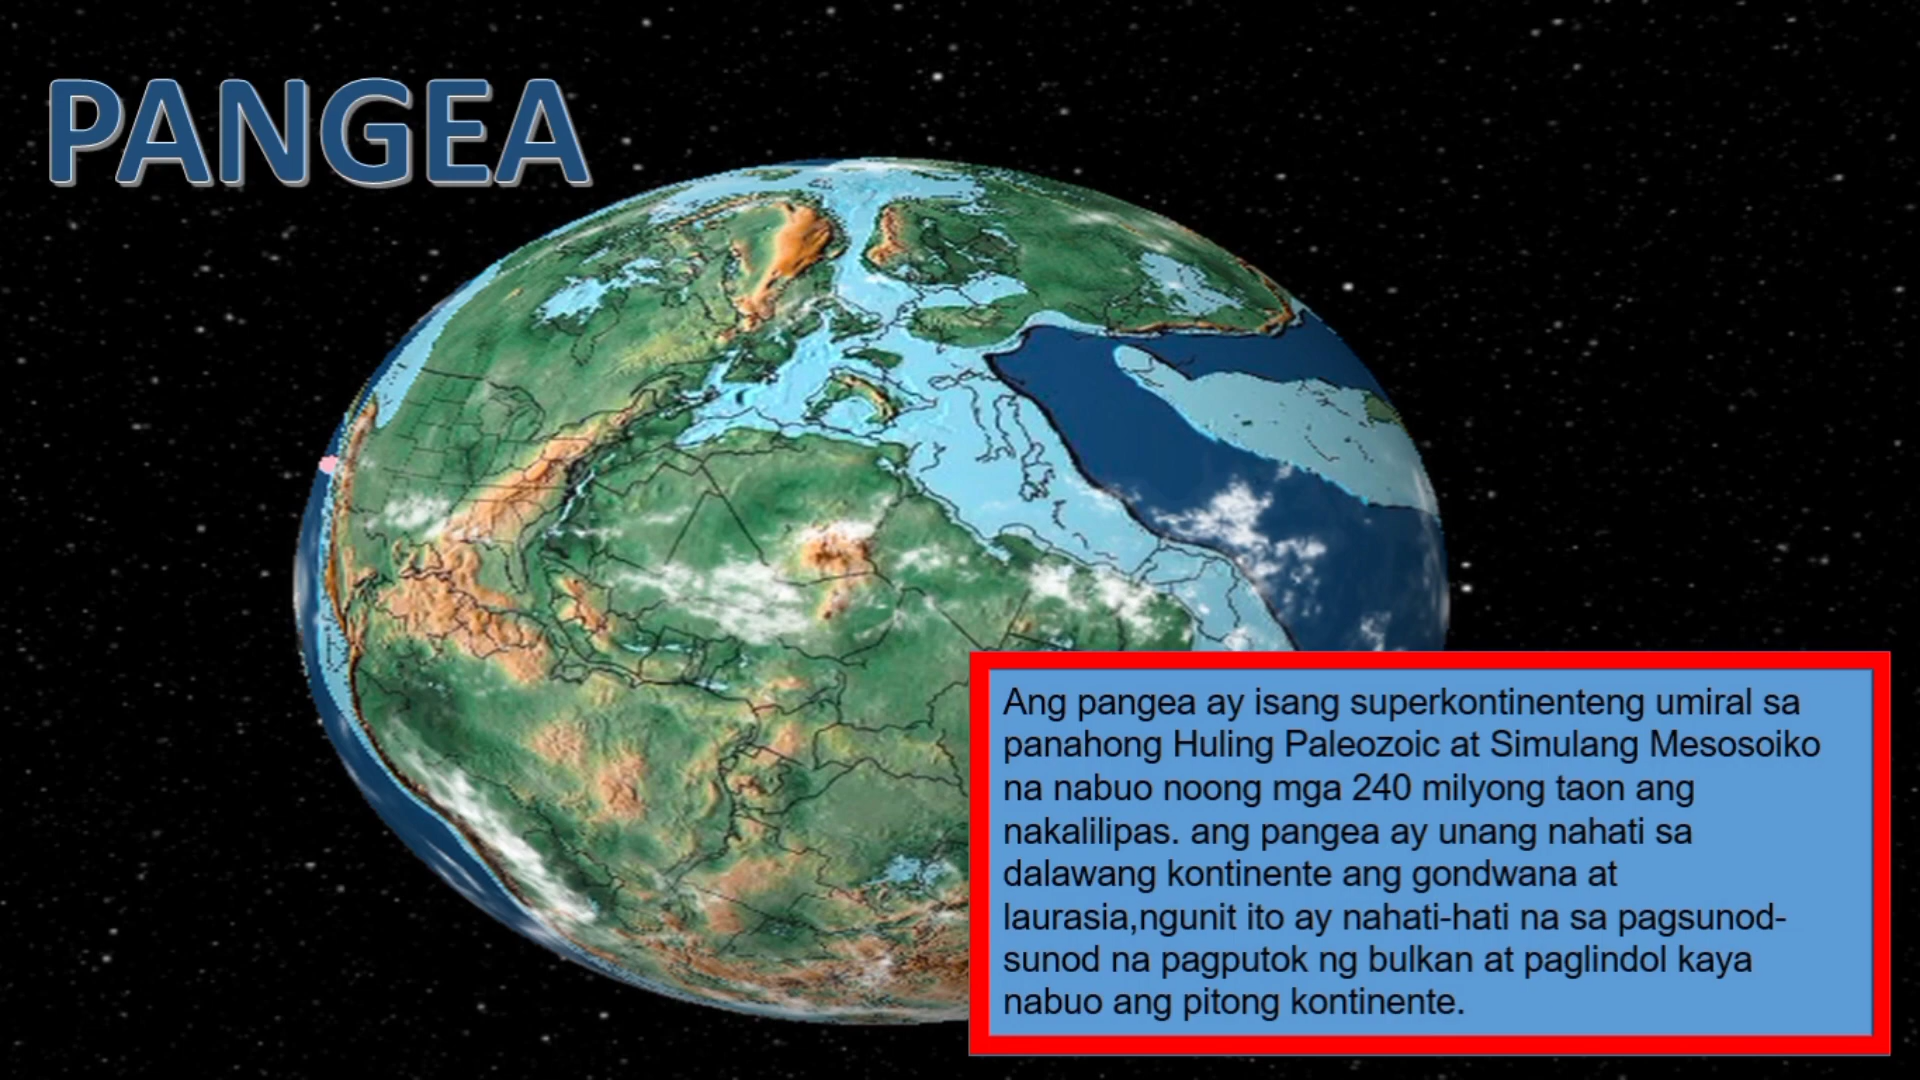 PANGEA
Ang pangea ay isang superkontinenteng umiral sa
panahong Huling Paleozoic at Simulang Mesosoiko
na nabuo noong mga 240 milyong taon ang
nakalilipas. ang pangea ay unang nahati sa
dalawang kontinente ang gondwana at
laurasia,ngunit ito ay nahati-hati na sa pagsunod-
sunod na pagputok ng bulkan at paglindol kaya
nabuo ang pitong kontinente.